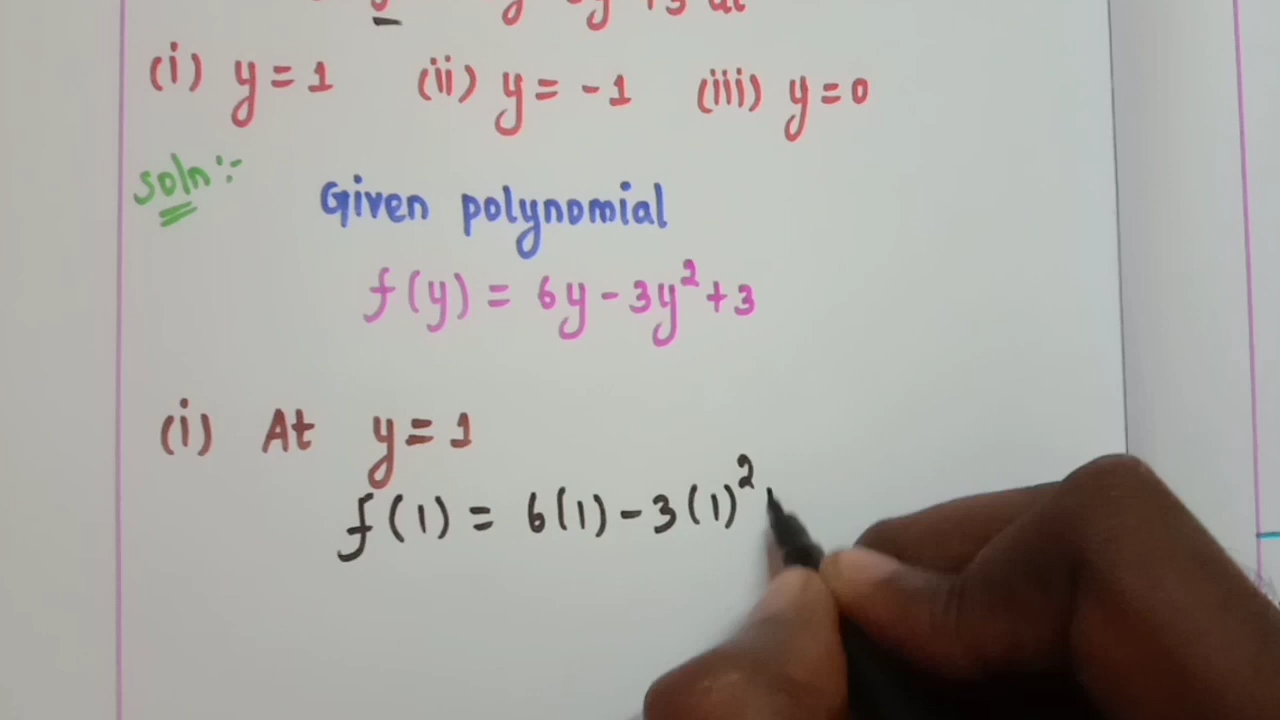 (i) y = 1 (ii) y = -1 (iii) y = 0
Soln :-
Given polynomial
f(y) = 6y - 3y² + 3
(i) At y = 1
f(1) = 6(1) - 3(1)²